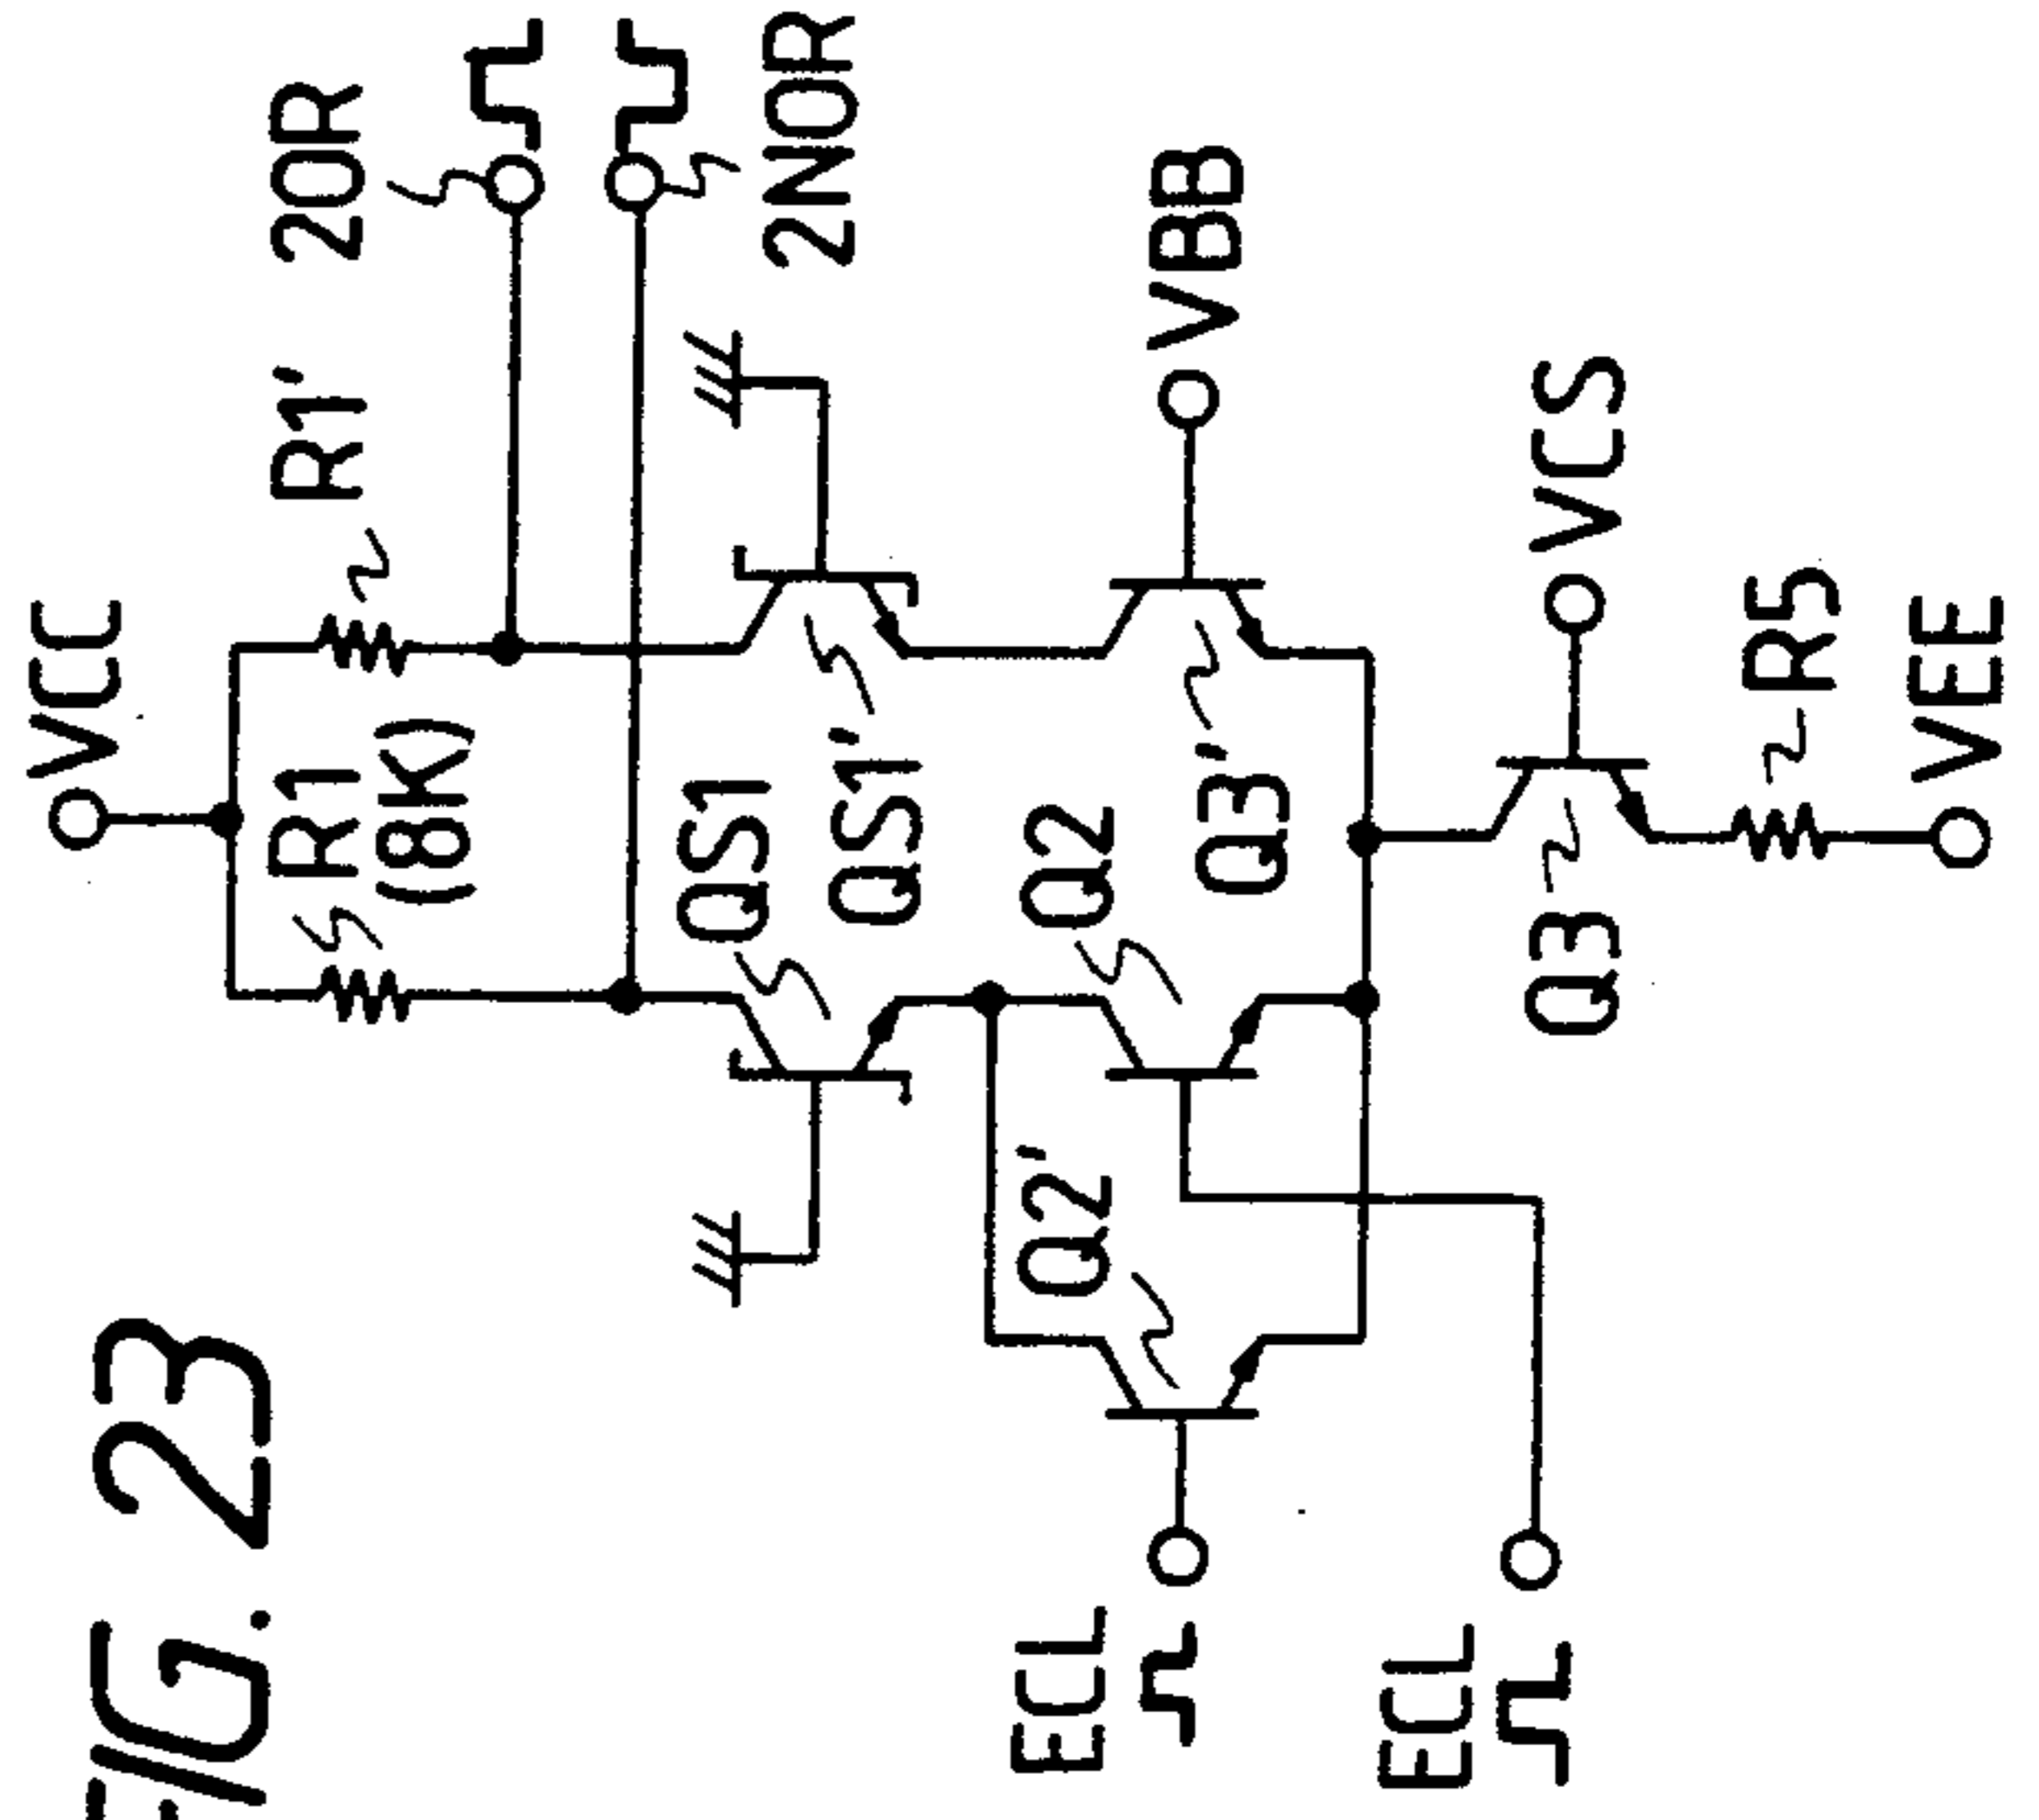 FIG. 23
VCC
R1
(8K)
R1'
2OR
2NOR
QS1
QS1'
Q2
Q2'
Q3'
VBB
Q3
VCS
R5
VEE
ECL
ECL